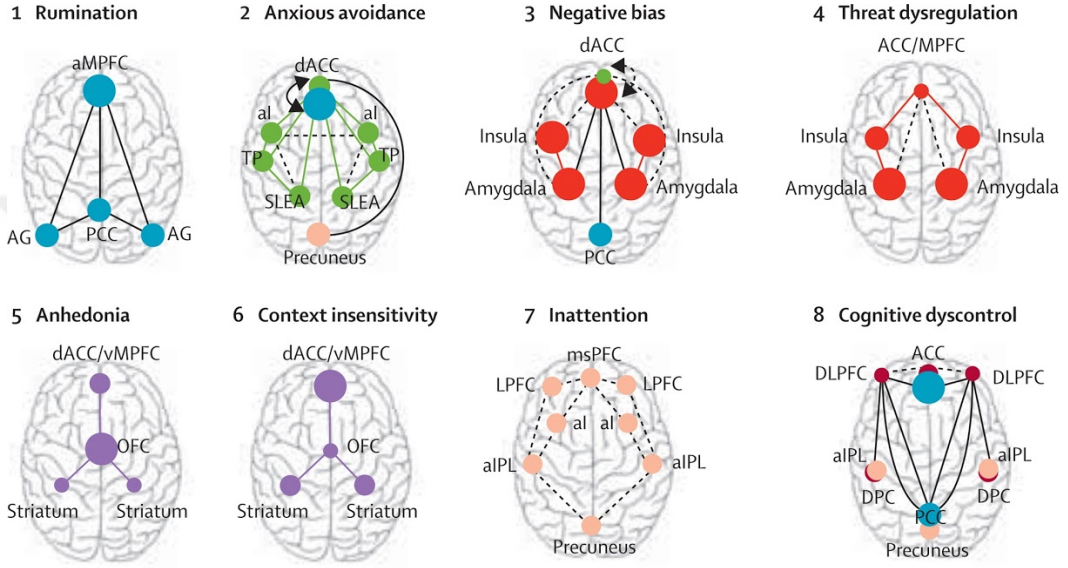 1 Rumination
aMPFC
AG
PCC
AG
2 Anxious avoidance
dACC
aI
aI
TP
TP
SLEA
SLEA
Precuneus
3 Negative bias
dACC
Insula
Insula
Amygdala
Amygdala
PCC
4 Threat dysregulation
ACC/MPFC
Insula
Insula
Amygdala
Amygdala
5 Anhedonia
dACC/vMPFC
OFC
Striatum
Striatum
6 Context insensitivity
dACC/vMPFC
OFC
Striatum
Striatum
7 Inattention
msPFC
LPFC
LPFC
aI
aI
aIPL
aIPL
Precuneus
8 Cognitive dyscontrol
ACC
DLPFC
DLPFC
aIPL
aIPL
DPC
DPC
PCC
Precuneus